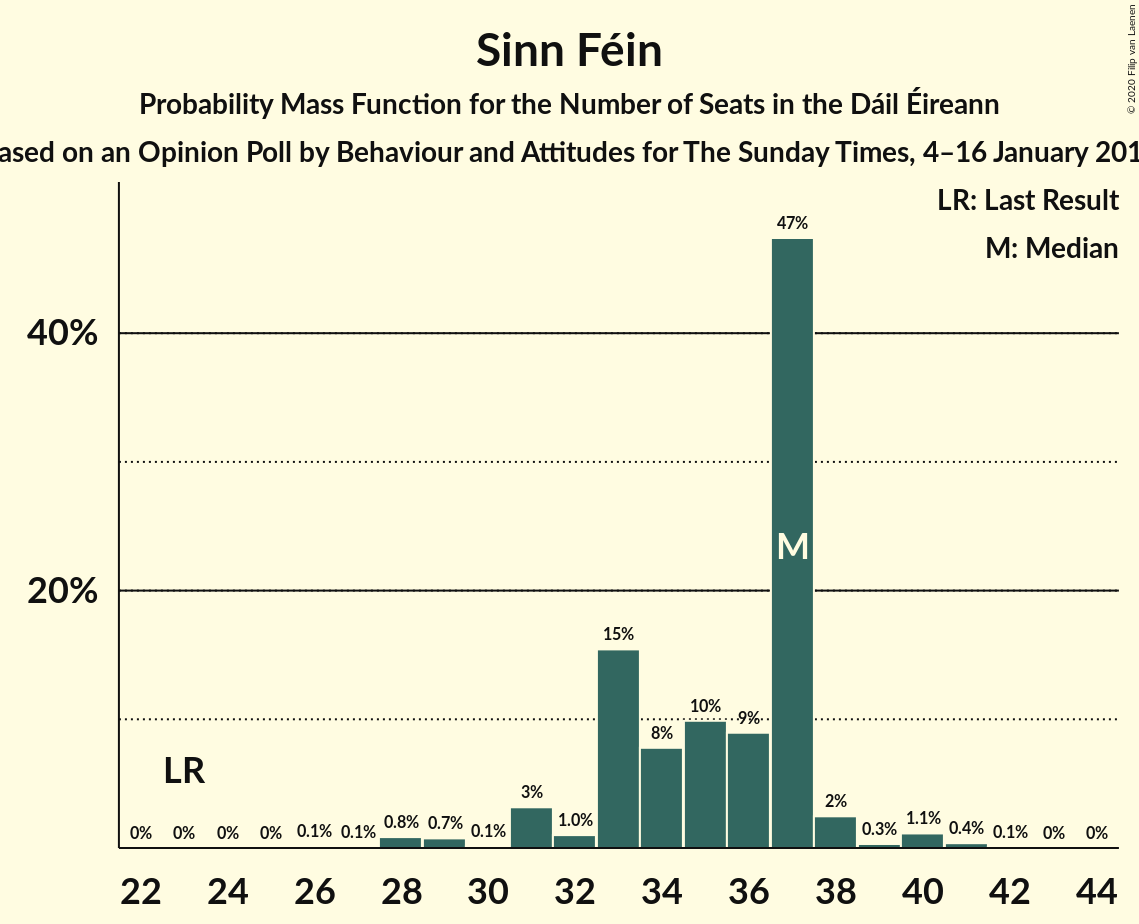 Sinn Féin
Probability Mass Function for the Number of Seats in the Dáil Éireann
on an Opinion Poll by Behaviour and Attitudes for The Sunday Times, 4–16 January
© 2020 Filip van Laenen
LR: Last Result
M: Median
40%
20%
47%
M
15%
10%
9%
8%
LR
3%
2%
0% 0% 0% 0% 0.1% 0.1% 0.8% 0.7% 0.1% 1.0% 0.3% 1.1% 0.4% 0.1% 0% 0%
22 24 26 28 30 32 34 36 38 40 42 44